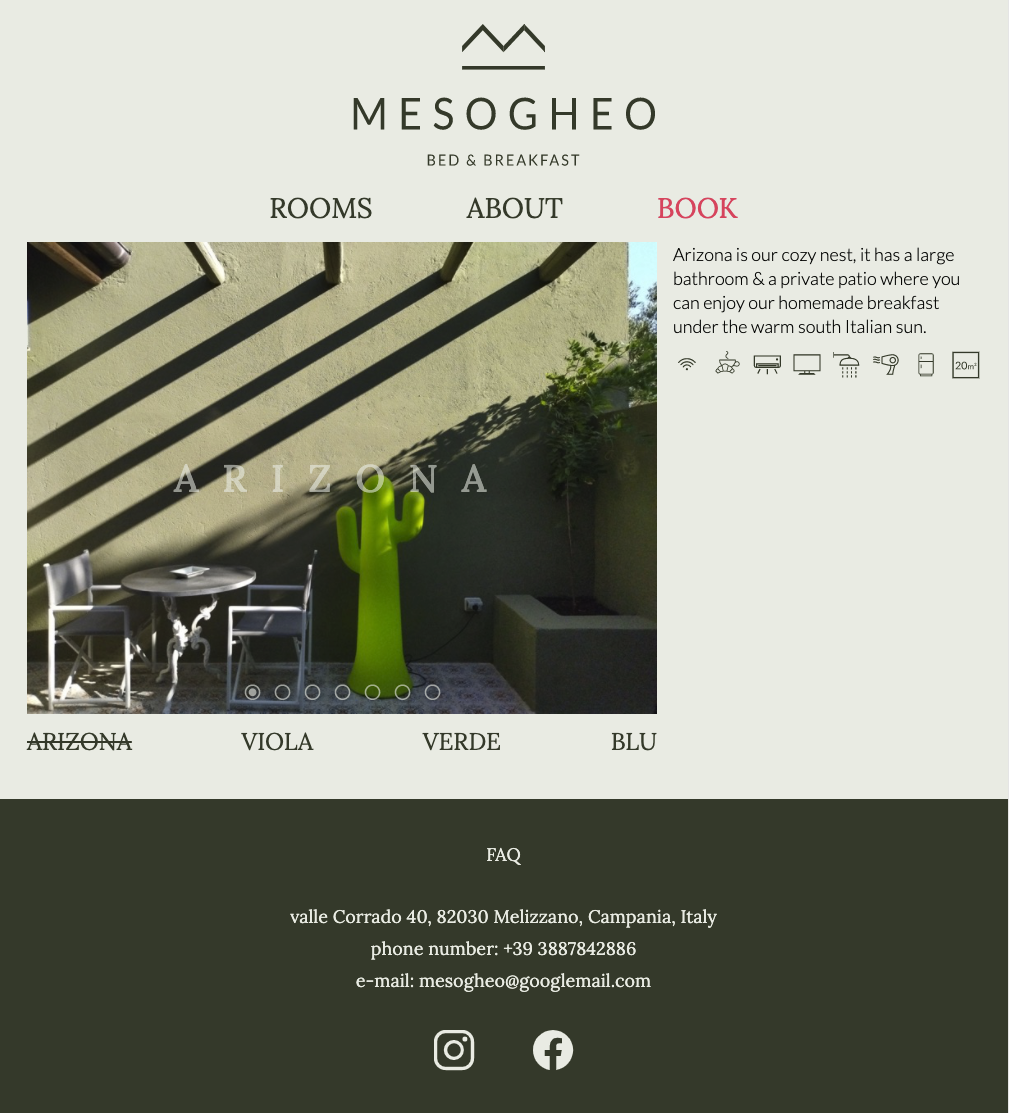 MESOGHEO
BED & BREAKFAST
ROOMS ABOUT BOOK
ARIZONA
Arizona is our cozy nest, it has a large
bathroom & a private patio where you
can enjoy our homemade breakfast
under the warm south Italian sun.
20m²
ARIZONA VIOLA VERDE BLU
FAQ
valle Corrado 40, 82030 Melizzano, Campania, Italy
phone number: +39 3887842886
e-mail: mesogheo@googlemail.com